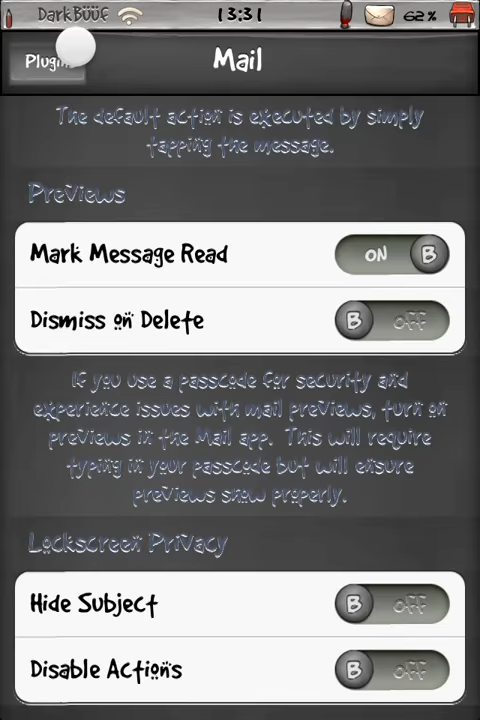 DarkBüüf 13:31 62%
Mail
The default action is executed by simply
tapping the message.
Previews
Mark Message Read ON B
Dismiss on Delete B OFF
If you use a passcode for security and
experience issues with mail previews, turn on
previews in the Mail app. This will require
typing in your passcode but will ensure
previews show properly.
Lockscreen Privacy
Hide Subject B OFF
Disable Actions B OFF